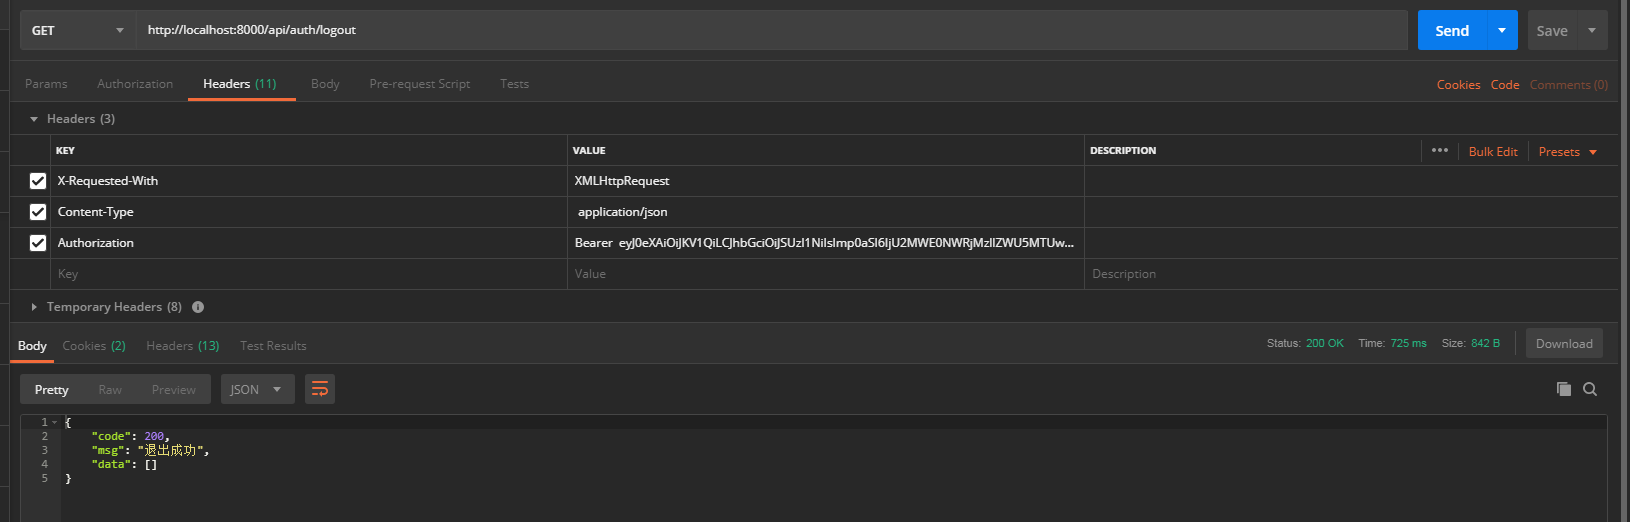 GET http://localhost:8000/api/auth/logout Send Save
Params Authorization Headers (11) Body Pre-request Script Tests Cookies Code Comments (0)
Headers (3)
KEY VALUE DESCRIPTION ••• Bulk Edit Presets
X-Requested-With XMLHttpRequest
Content-Type application/json
Authorization Bearer eyJ0eXAiOiJKV1QiLCJhbGciOiJSUzI1NiIsImp0aSI6IjU2MWE0NWRjMzllZWU5MTUw...
Key Value Description
Temporary Headers (8)
Body Cookies (2) Headers (13) Test Results Status: 200 OK Time: 725 ms Size: 842 B Download
Pretty Raw Preview JSON
1 {
2 "code": 200,
3 "msg": "退出成功",
4 "data": []
5 }